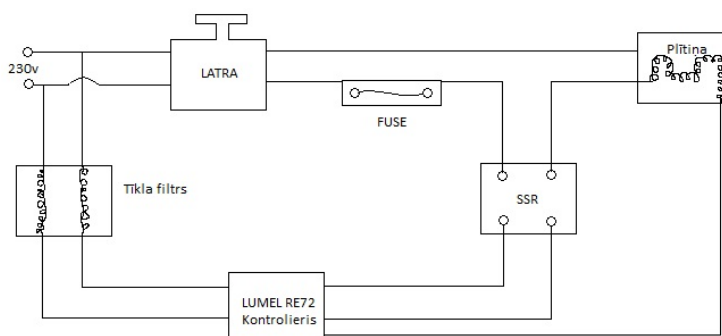 230v
LATRA
FUSE
Plītiņa
SSR
Tīkla filtrs
LUMEL RE72
Kontrolieris